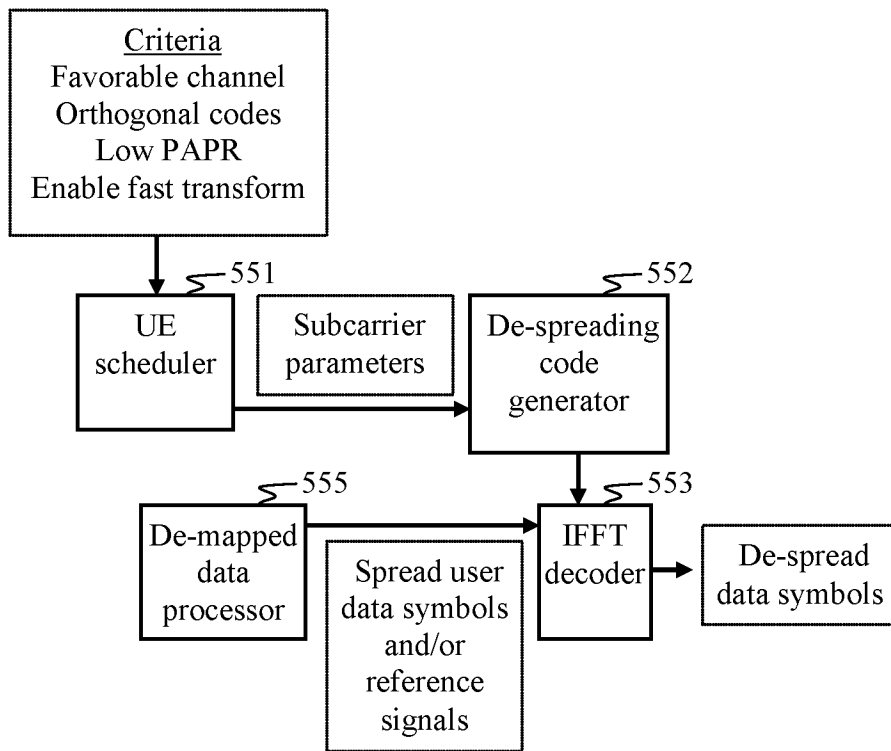 Criteria
Favorable channel
Orthogonal codes
Low PAPR
Enable fast transform
551
UE
scheduler
Subcarrier
parameters
552
De-spreading
code
generator
555
De-mapped
data
processor
Spread user
data symbols
and/or
reference
signals
553
IFFT
decoder
De-spread
data symbols